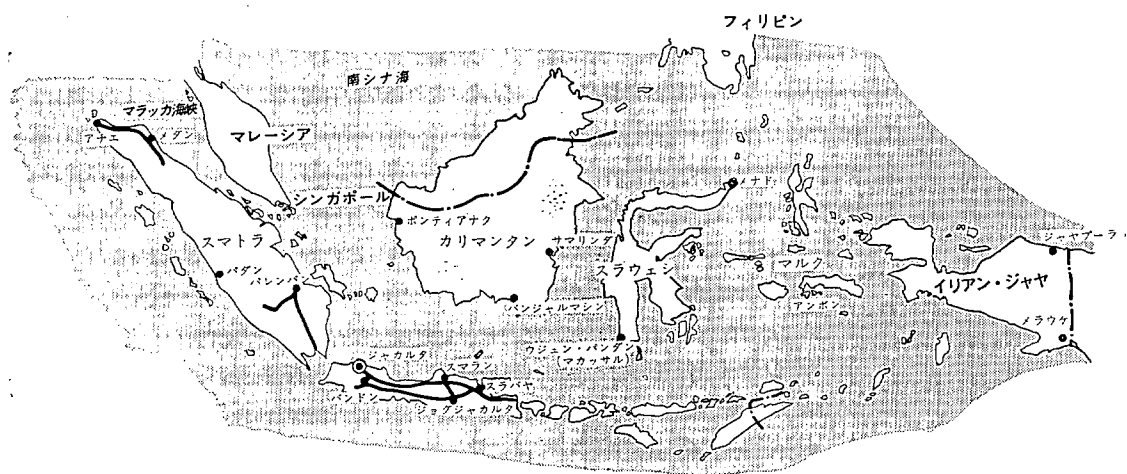 フィリピン
南シナ海
マラッカ海峡
メダン
マレーシア
シンガポール
ポンティアナク
カリマンタン
サマリンダ
メナド
スマトラ
パダン
パレンバン
スラウェシ
マルク
アンボン
ジャヤプーラ
イリアン・ジャヤ
メラウケ
バンジャルマシン
ウジュン・パンダン
(マカッサル)
ジャカルタ
スマラン
スラバヤ
バンドン
ジョグジャカルタ